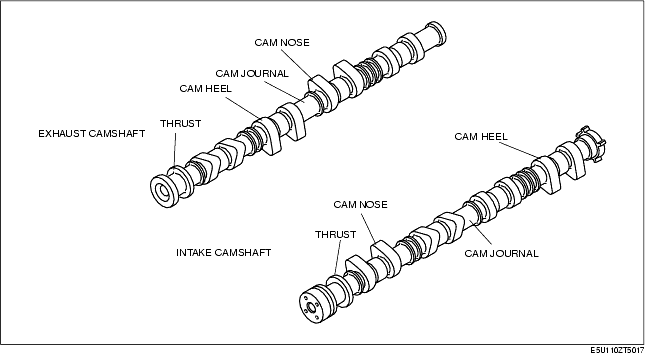 CAM NOSE
CAM JOURNAL
CAM HEEL
THRUST
EXHAUST CAMSHAFT
CAM HEEL
CAM NOSE
THRUST
INTAKE CAMSHAFT
CAM JOURNAL
E5U110ZT5017